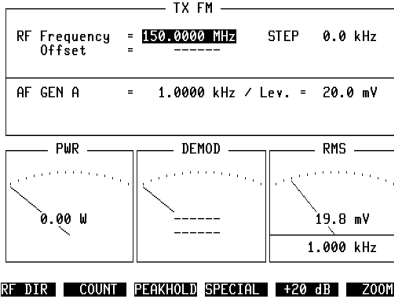 TX FM
RF Frequency = 150.0000 MHz STEP 0.0 kHz
Offset = ------
AF GEN A = 1.0000 kHz / Lev. = 20.0 mV
PWR DEMOD RMS
0.00 W ------ 19.8 mV
------
1.000 kHz
RF DIR COUNT PEAKHOLD SPECIAL +20 dB ZOOM